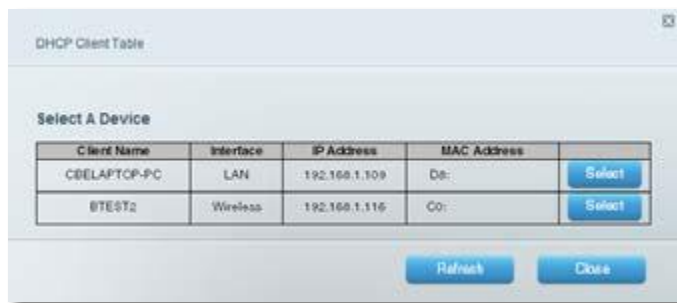 DHCP Client Table
Select A Device
Client Name Interface IP Address MAC Address
CBELAPTOP-PC LAN 192.168.1.109 D8: Select
BTEST2 Wireless 192.168.1.116 C0: Select
Refresh Close